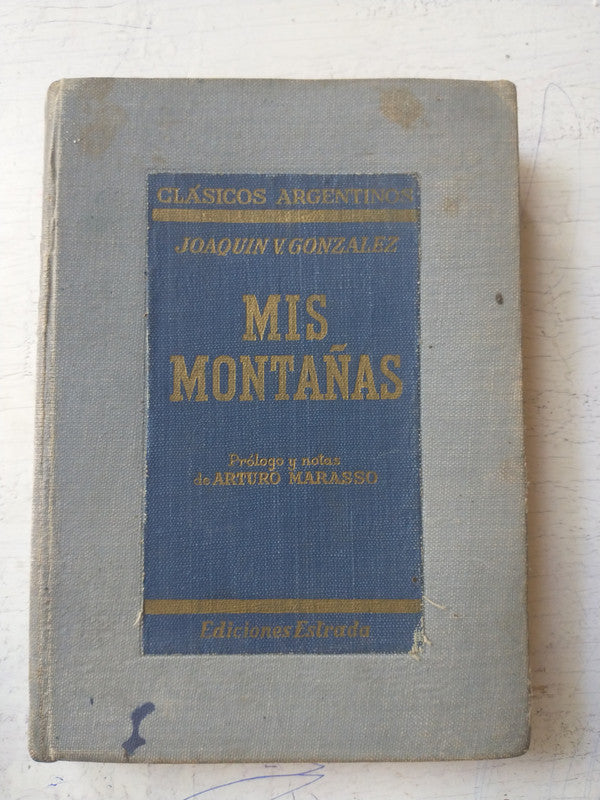 CLÁSICOS ARGENTINOS
JOAQUIN V. GONZALEZ
MIS
MONTAÑAS
Prólogo y notas
de ARTURO MARASSO
Ediciones Estrada